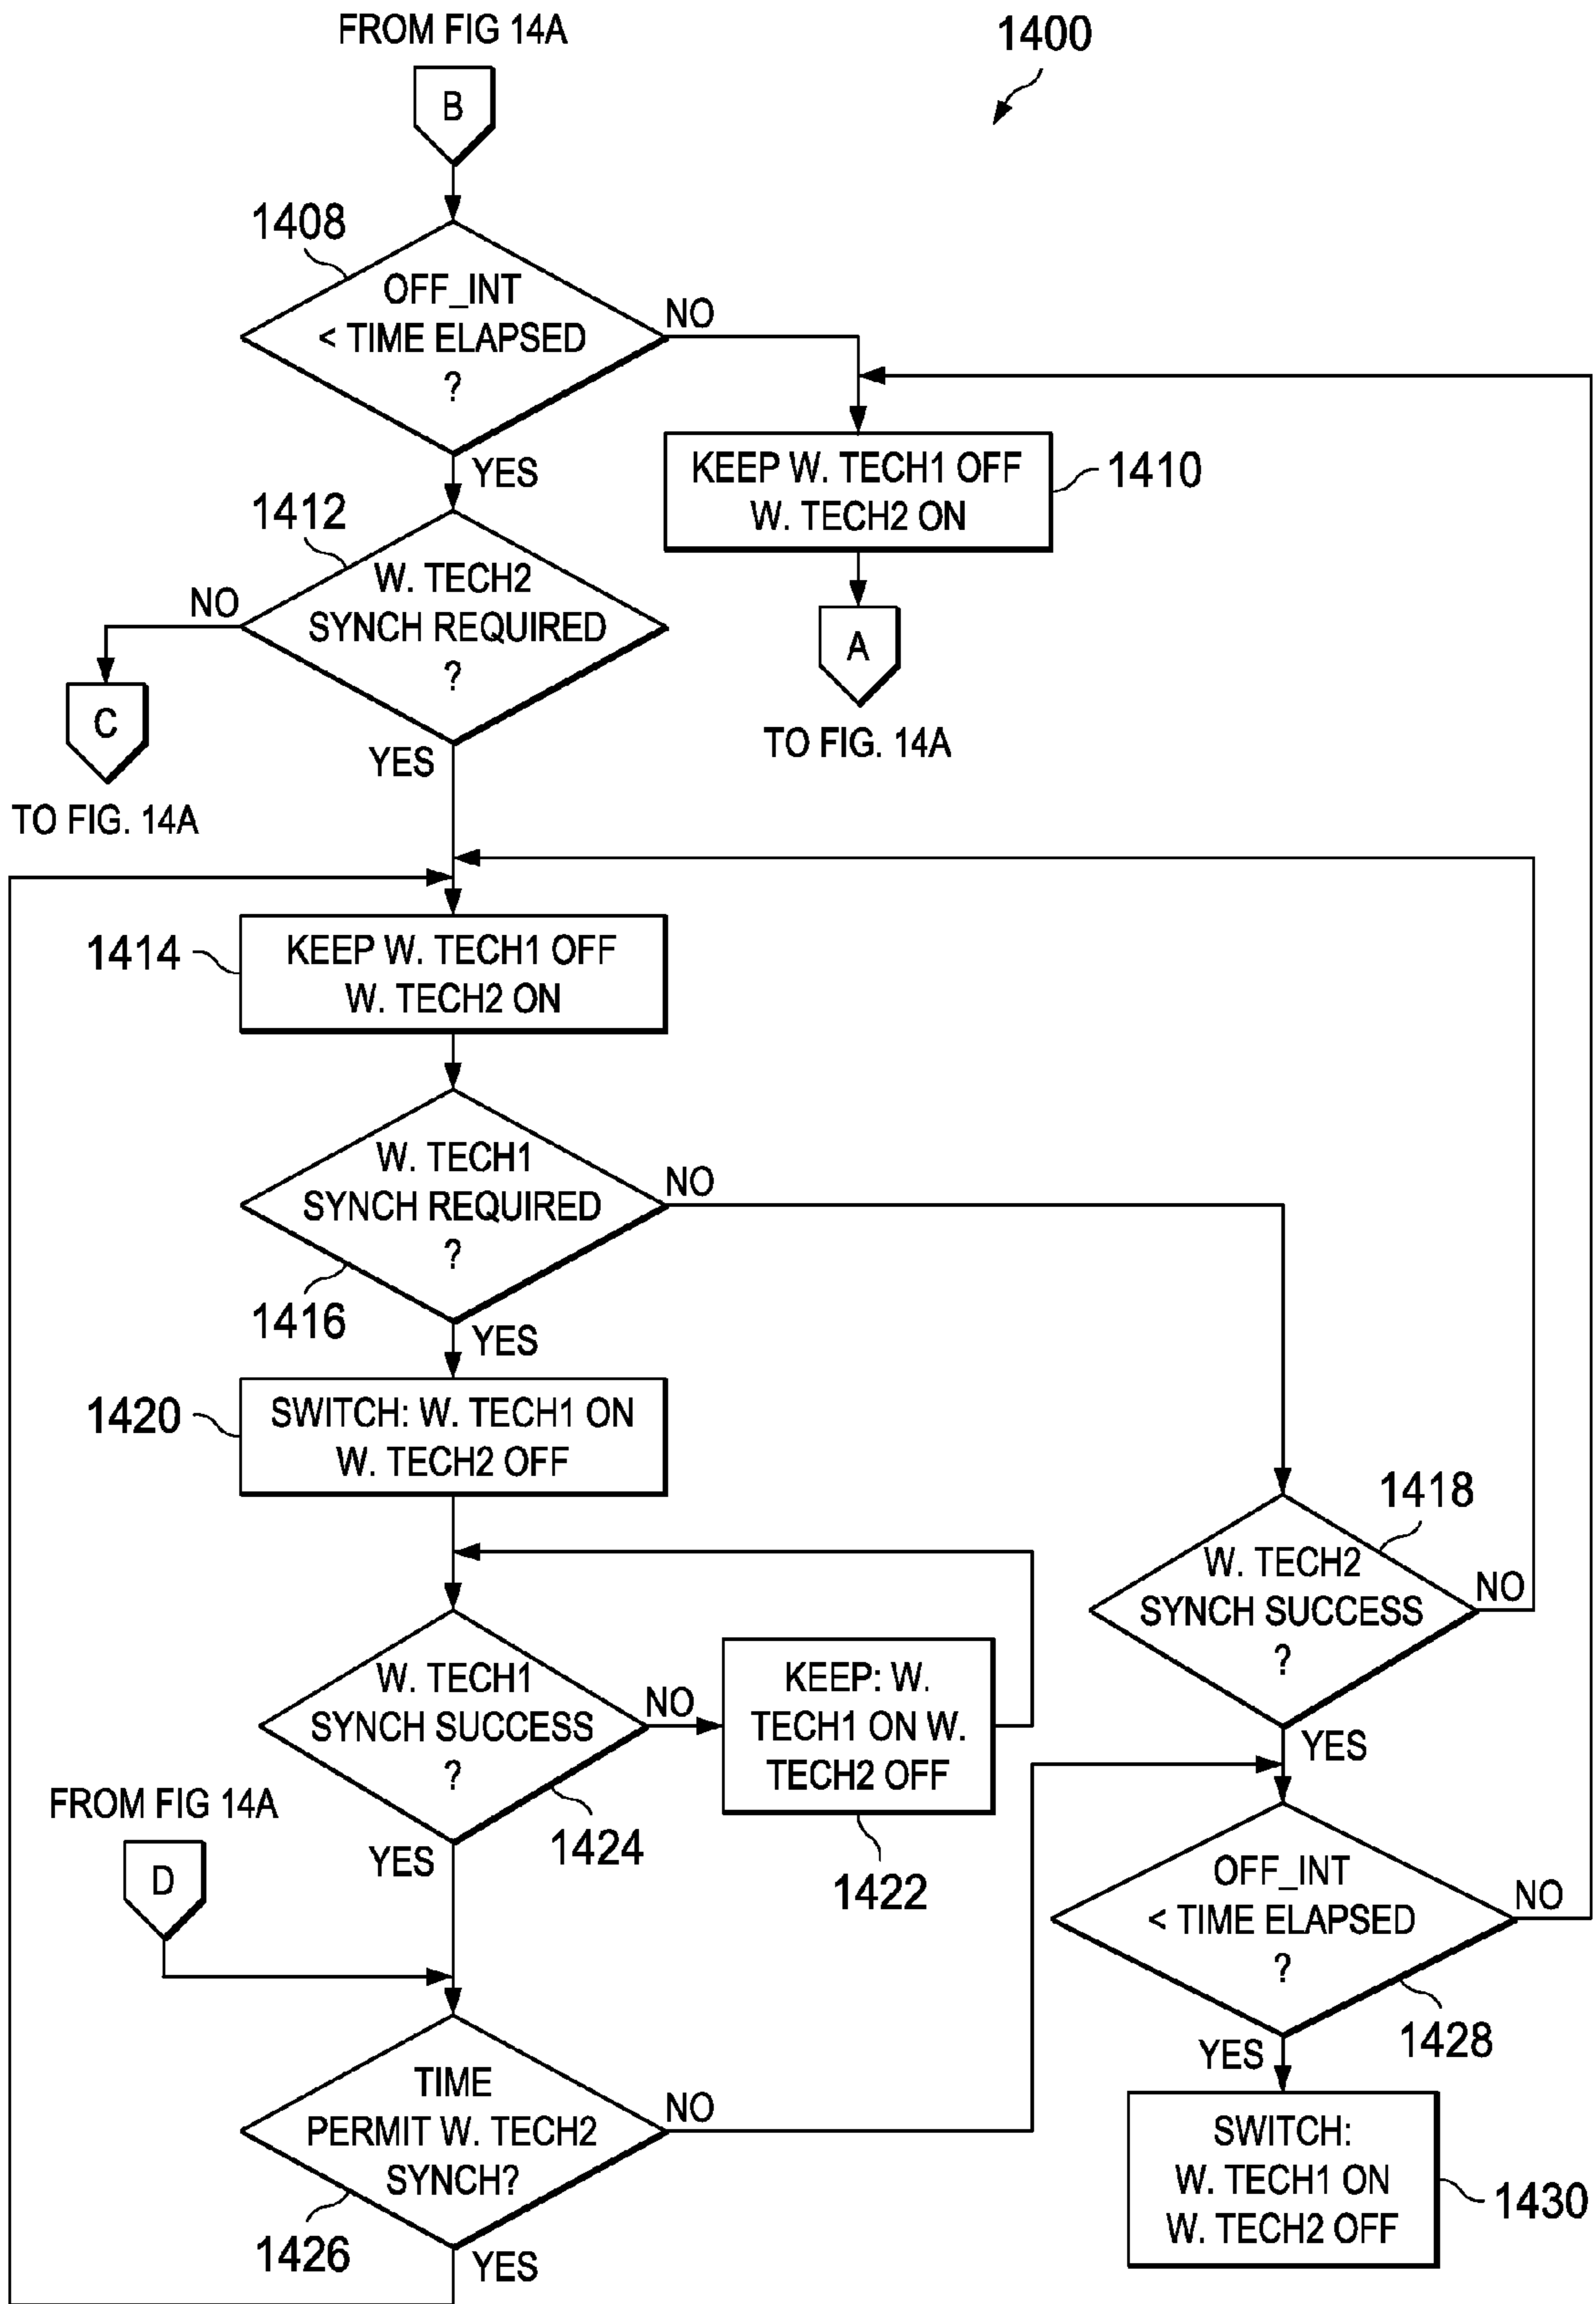 FROM FIG 14A
1400
B
1408
OFF_INT
< TIME ELAPSED
?
NO
YES
KEEP W. TECH1 OFF
W. TECH2 ON
1410
1412
W. TECH2
SYNCH REQUIRED
?
NO
YES
A
TO FIG. 14A
C
TO FIG. 14A
1414
KEEP W. TECH1 OFF
W. TECH2 ON
W. TECH1
SYNCH REQUIRED
?
NO
1416
YES
1420
SWITCH: W. TECH1 ON
W. TECH2 OFF
1418
W. TECH2
SYNCH SUCCESS
?
NO
YES
W. TECH1
SYNCH SUCCESS
?
NO
KEEP: W.
TECH1 ON W.
TECH2 OFF
1422
1424
YES
FROM FIG 14A
D
OFF_INT
< TIME ELAPSED
?
NO
1428
YES
TIME
PERMIT W. TECH2
SYNCH?
NO
1426
YES
SWITCH:
W. TECH1 ON
W. TECH2 OFF
1430